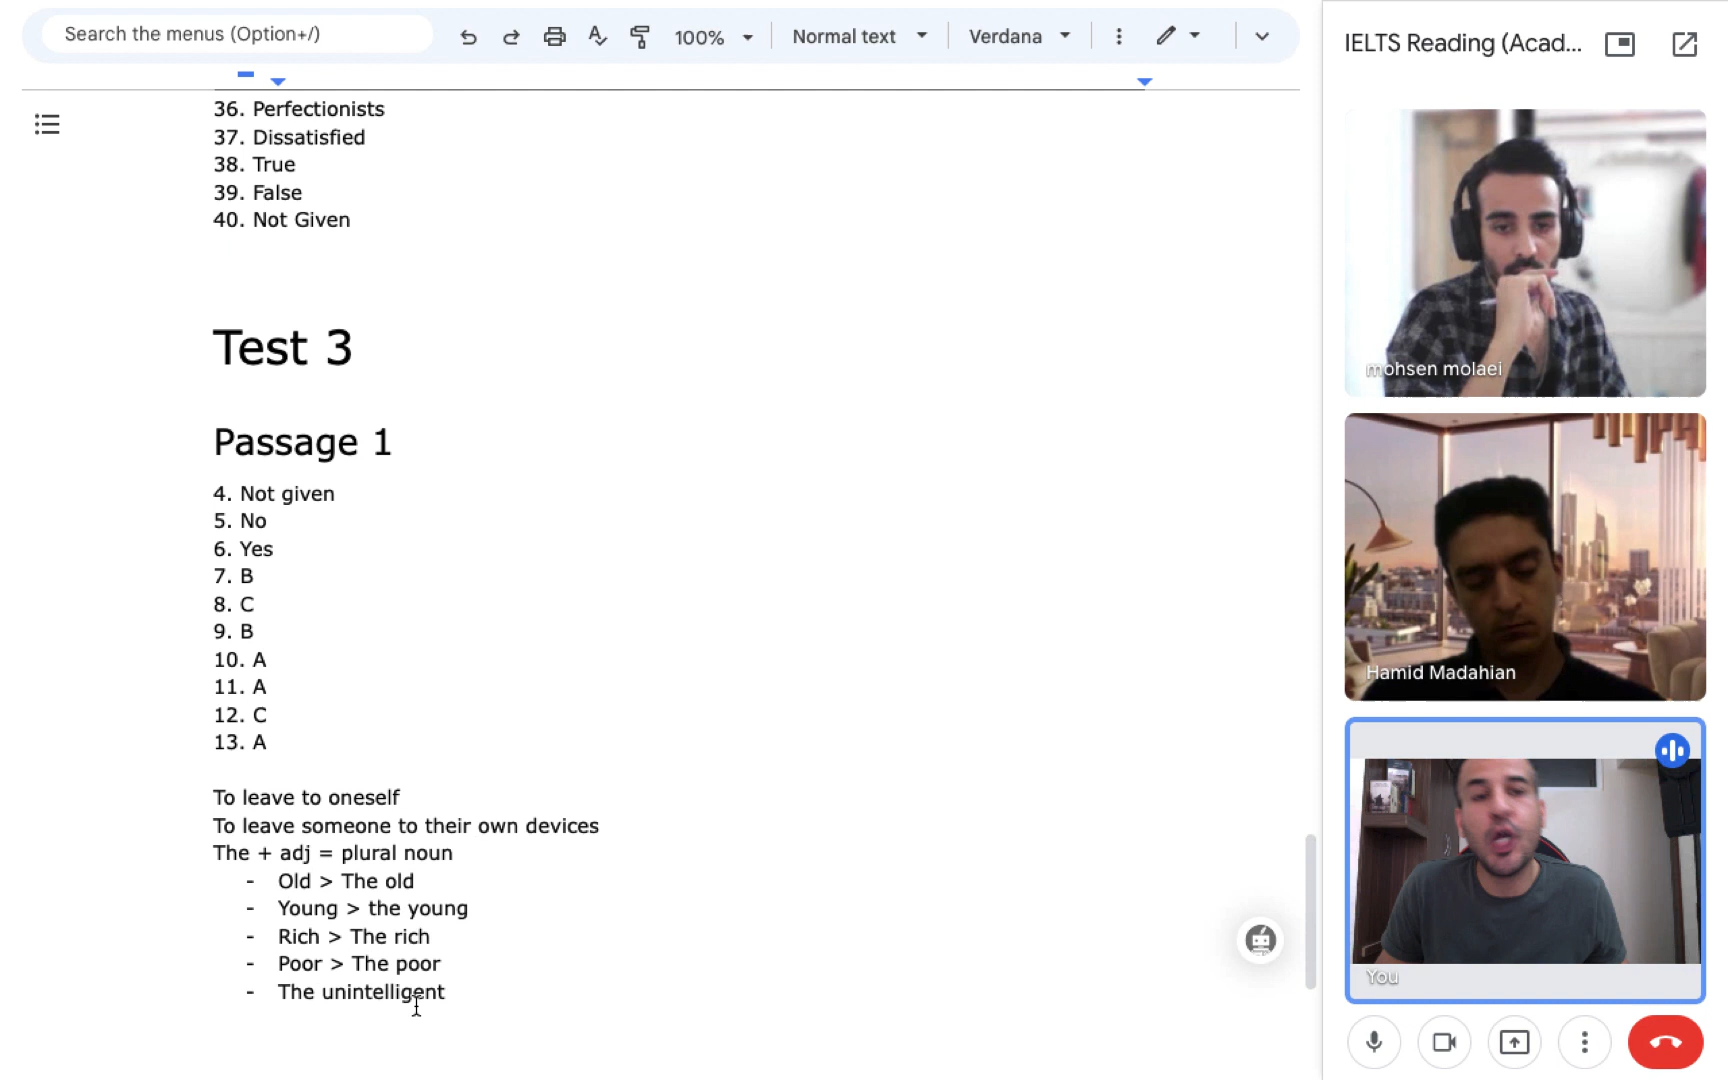 Search the menus (Option+/)
100%
Normal text
Verdana
36. Perfectionists
37. Dissatisfied
38. True
39. False
40. Not Given
Test 3
Passage 1
4. Not given
5. No
6. Yes
7. B
8. C
9. B
10. A
11. A
12. C
13. A
To leave to oneself
To leave someone to their own devices
The + adj = plural noun
- Old > The old
- Young > the young
- Rich > The rich
- Poor > The poor
- The unintelligent
IELTS Reading (Acad...
mohsen molaei
Hamid Madahian
You